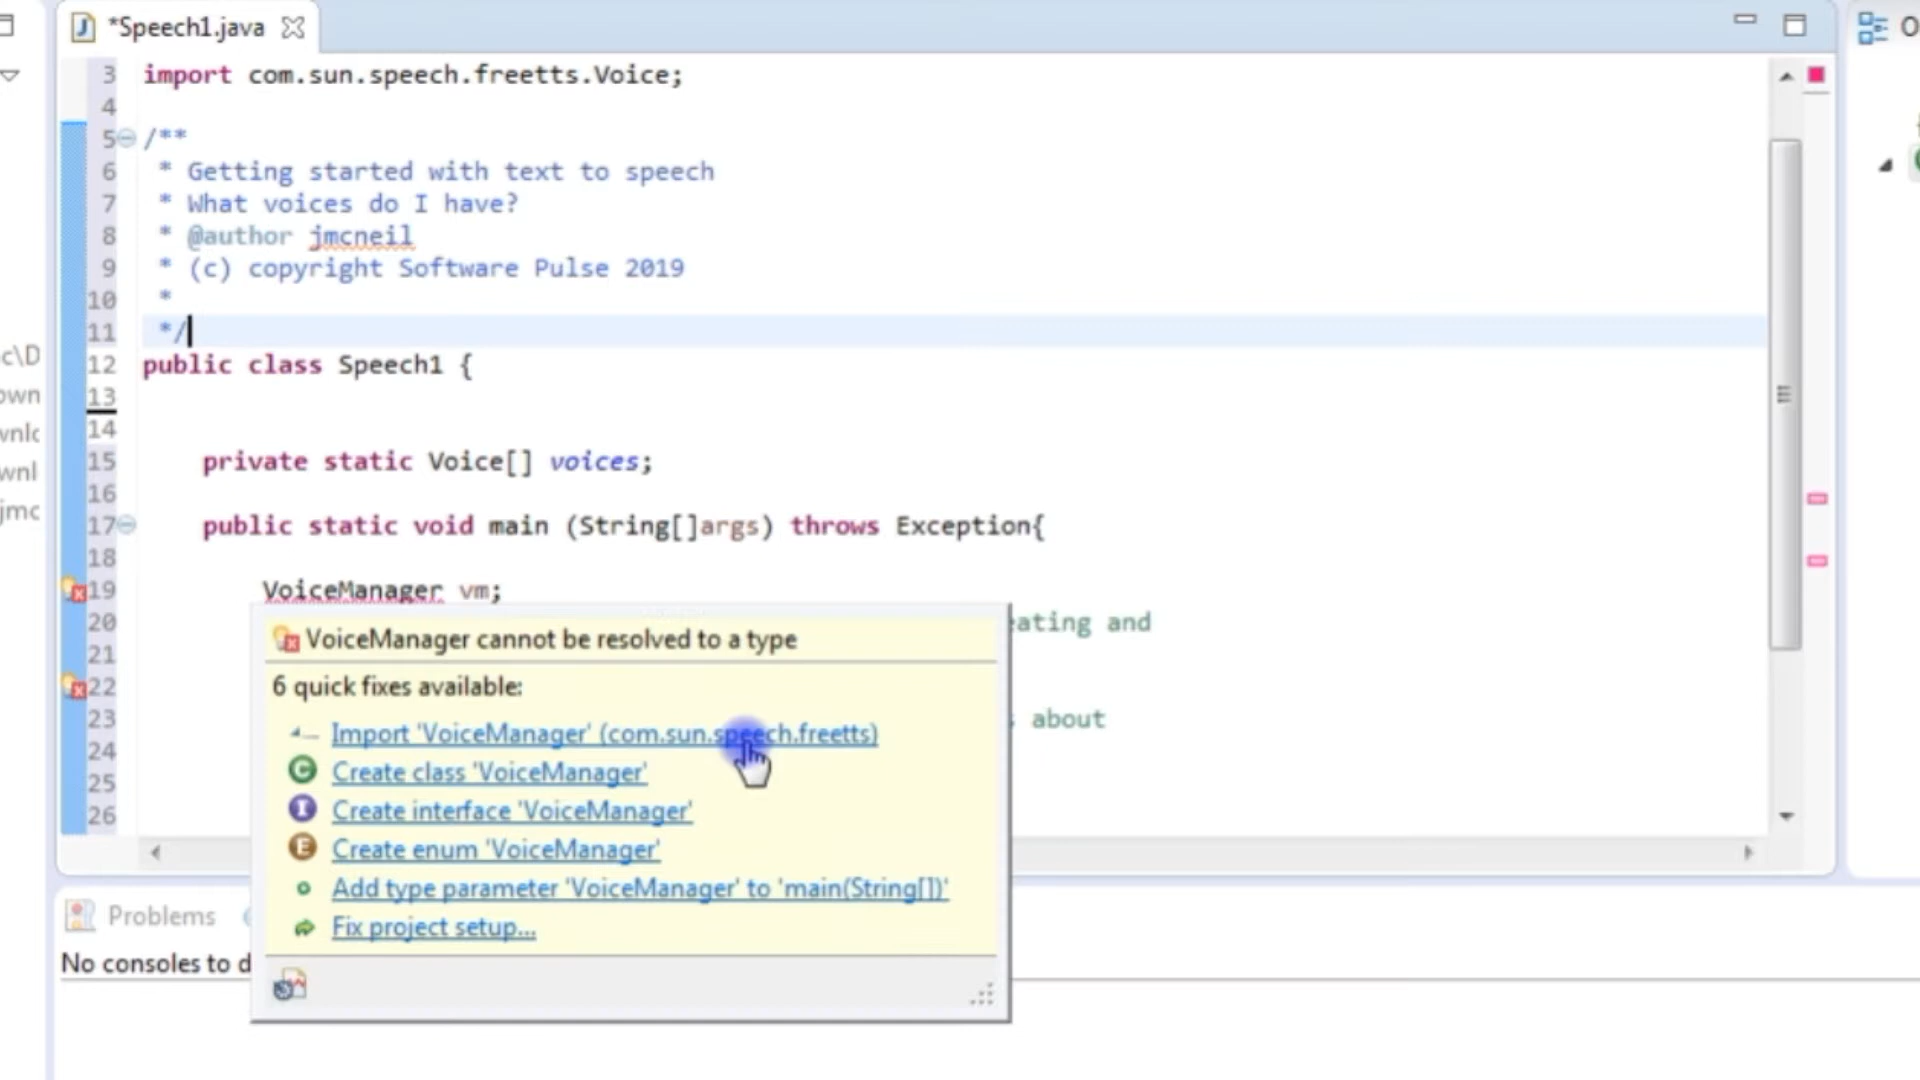 *Speech1.java
3 import com.sun.speech.freetts.Voice;
4
5 /**
6 * Getting started with text to speech
7 * What voices do I have?
8 * @author jmcneil
9 * (c) copyright Software Pulse 2019
10 *
11 */
12 public class Speech1 {
13
14
15 private static Voice[] voices;
16
17 public static void main (String[]args) throws Exception{
18
19 VoiceManager vm;
20 eating and
21
22
23 about
24
25
26
VoiceManager cannot be resolved to a type
6 quick fixes available:
Import 'VoiceManager' (com.sun.speech.freetts)
Create class 'VoiceManager'
Create interface 'VoiceManager'
Create enum 'VoiceManager'
Add type parameter 'VoiceManager' to 'main(String[])'
Fix project setup...
Problems
No consoles to d
c\D
own
wnlc
wnl
jmc